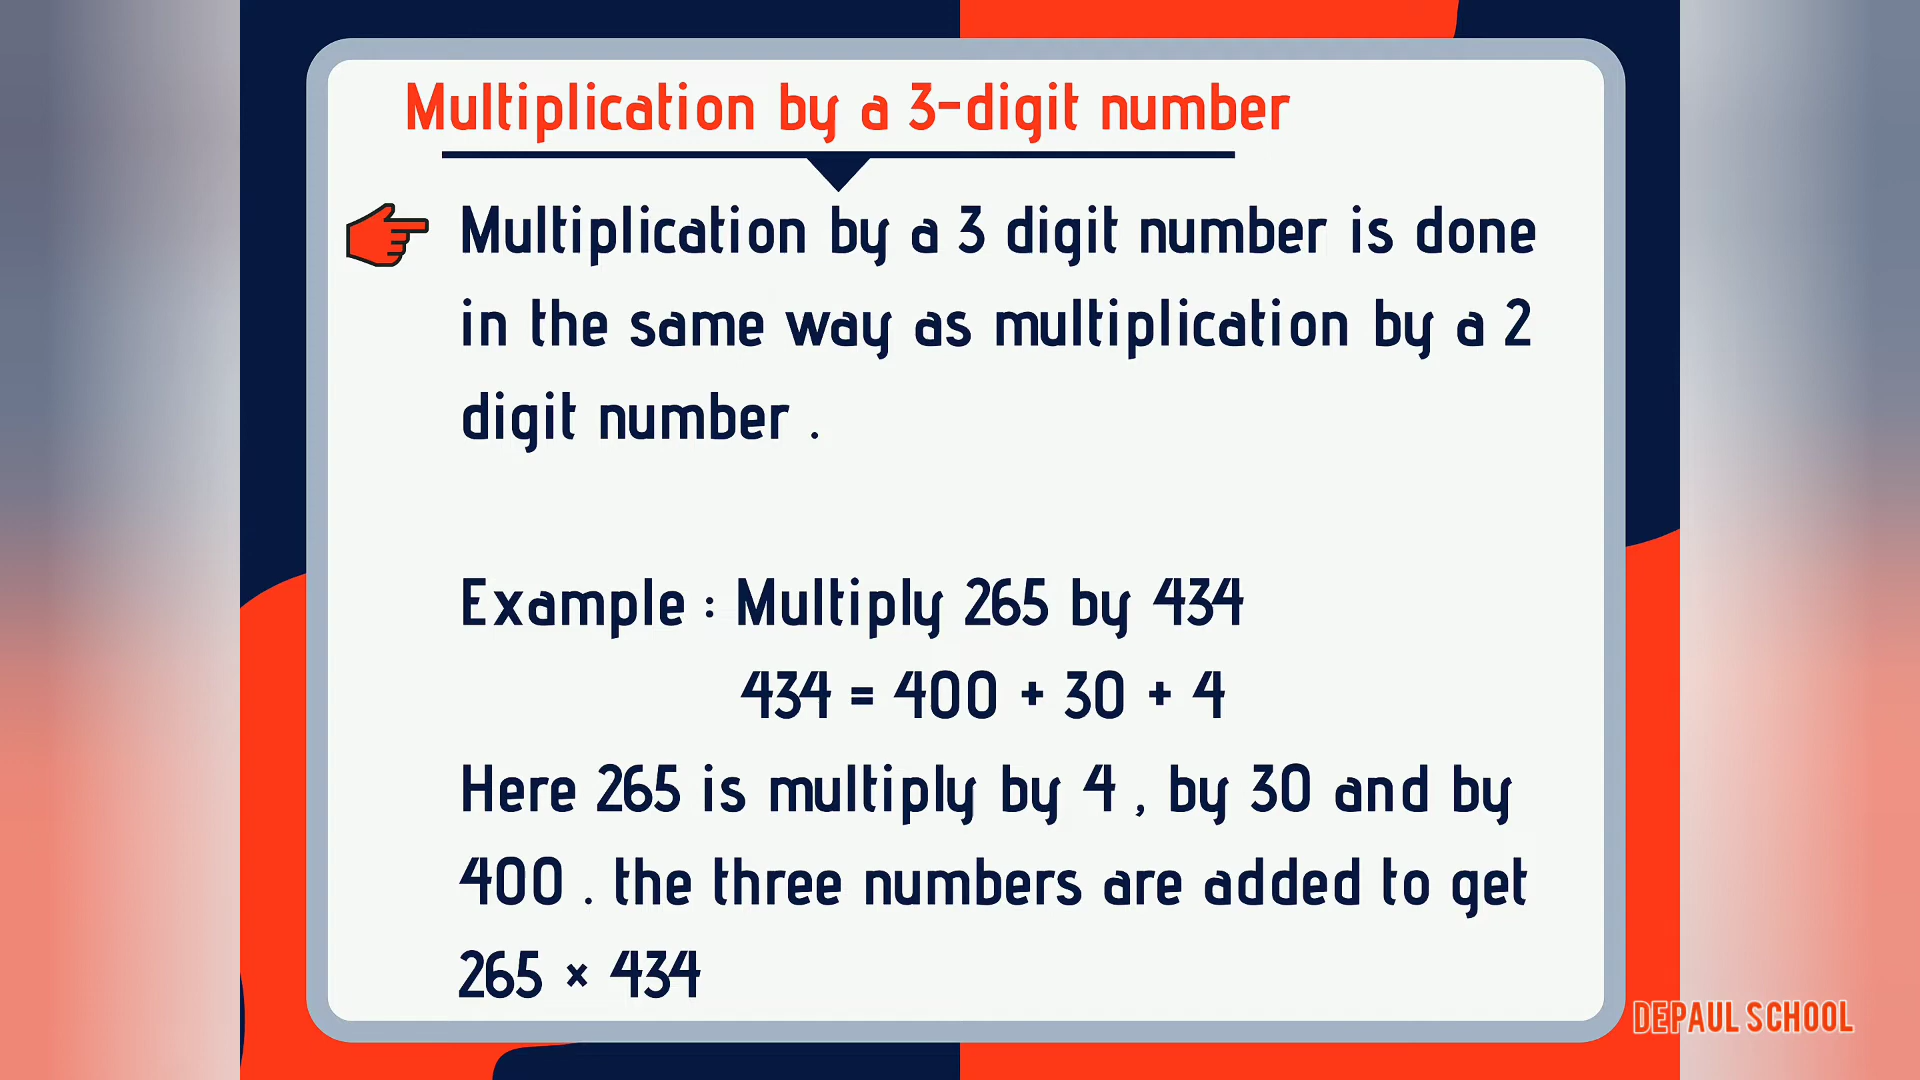 Multiplication by a 3-digit number
Multiplication by a 3 digit number is done
in the same way as multiplication by a 2
digit number .
Example : Multiply 265 by 434
434 = 400 + 30 + 4
Here 265 is multiply by 4 , by 30 and by
400 . the three numbers are added to get
265 × 434
DEPAUL SCHOOL